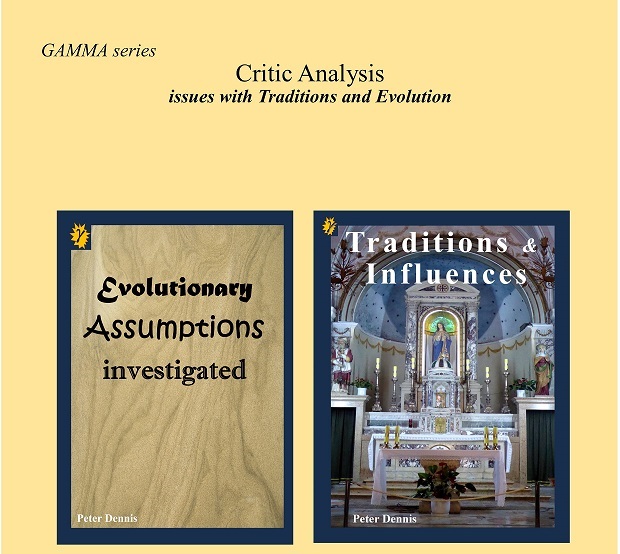 GAMMA series
Critic Analysis
issues with Traditions and Evolution
γ
Evolutionary
Assumptions
investigated
Peter Dennis
γ
Traditions &
Influences
Peter Dennis